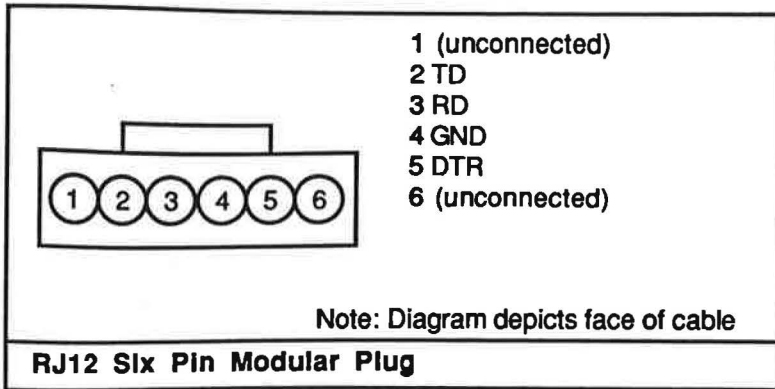 1 (unconnected)
2 TD
3 RD
4 GND
5 DTR
6 (unconnected)
1 2 3 4 5 6
Note: Diagram depicts face of cable
RJ12 Six Pin Modular Plug